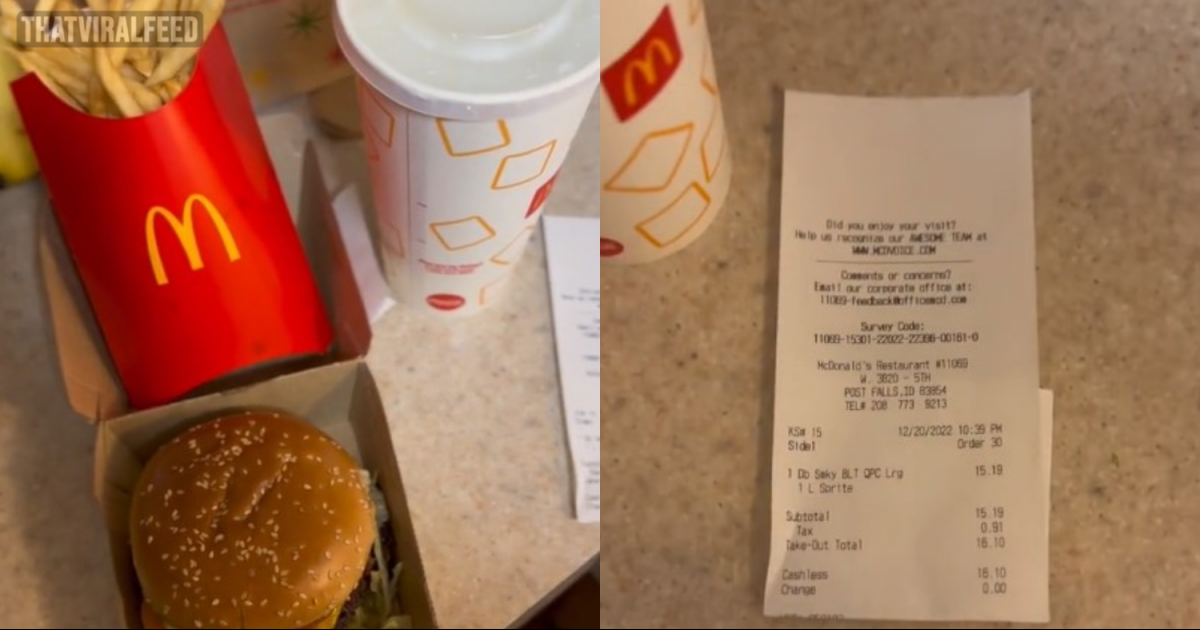 THATVIRALFEED
Did you enjoy your visit?
Help us recognize our AWESOME TEAM at
WWW.MCDVOICE.COM
Comments or concerns?
Email our corporate office at:
11069-feedback@officemcd.com
Survey Code:
11069-15301-22022-22396-00161-0
McDonald's Restaurant #11069
W. 3820 - 5TH
POST FALLS,ID 83854
TEL# 208 773 9213
KS# 15 12/20/2022 10:39 PM
Side1 Order 30
1 Db Smky BLT QPC Lrg 15.19
1 L Sprite
Subtotal 15.19
Tax 0.91
Take-Out Total 16.10
Cashless 16.10
Change 0.00